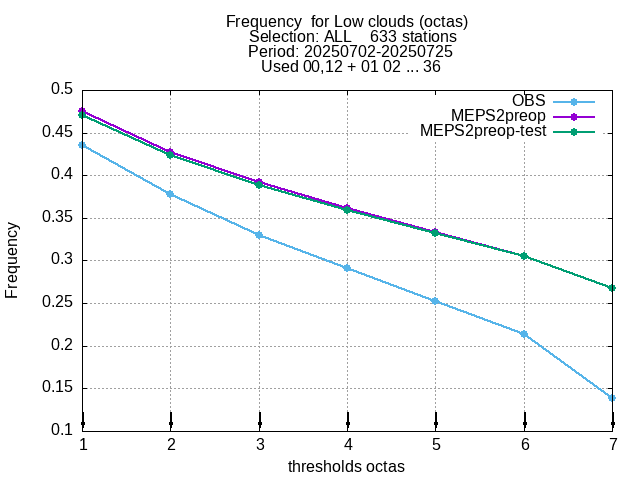 Frequency  for Low clouds (octas)
Selection: ALL    633 stations
Period: 20250702-20250725
Used 00,12 + 01 02 ... 36
OBS
MEPS2preop
MEPS2preop-test
0.5
0.45
0.4
0.35
0.3
0.25
0.2
0.15
0.1
Frequency
1 2 3 4 5 6 7
thresholds octas